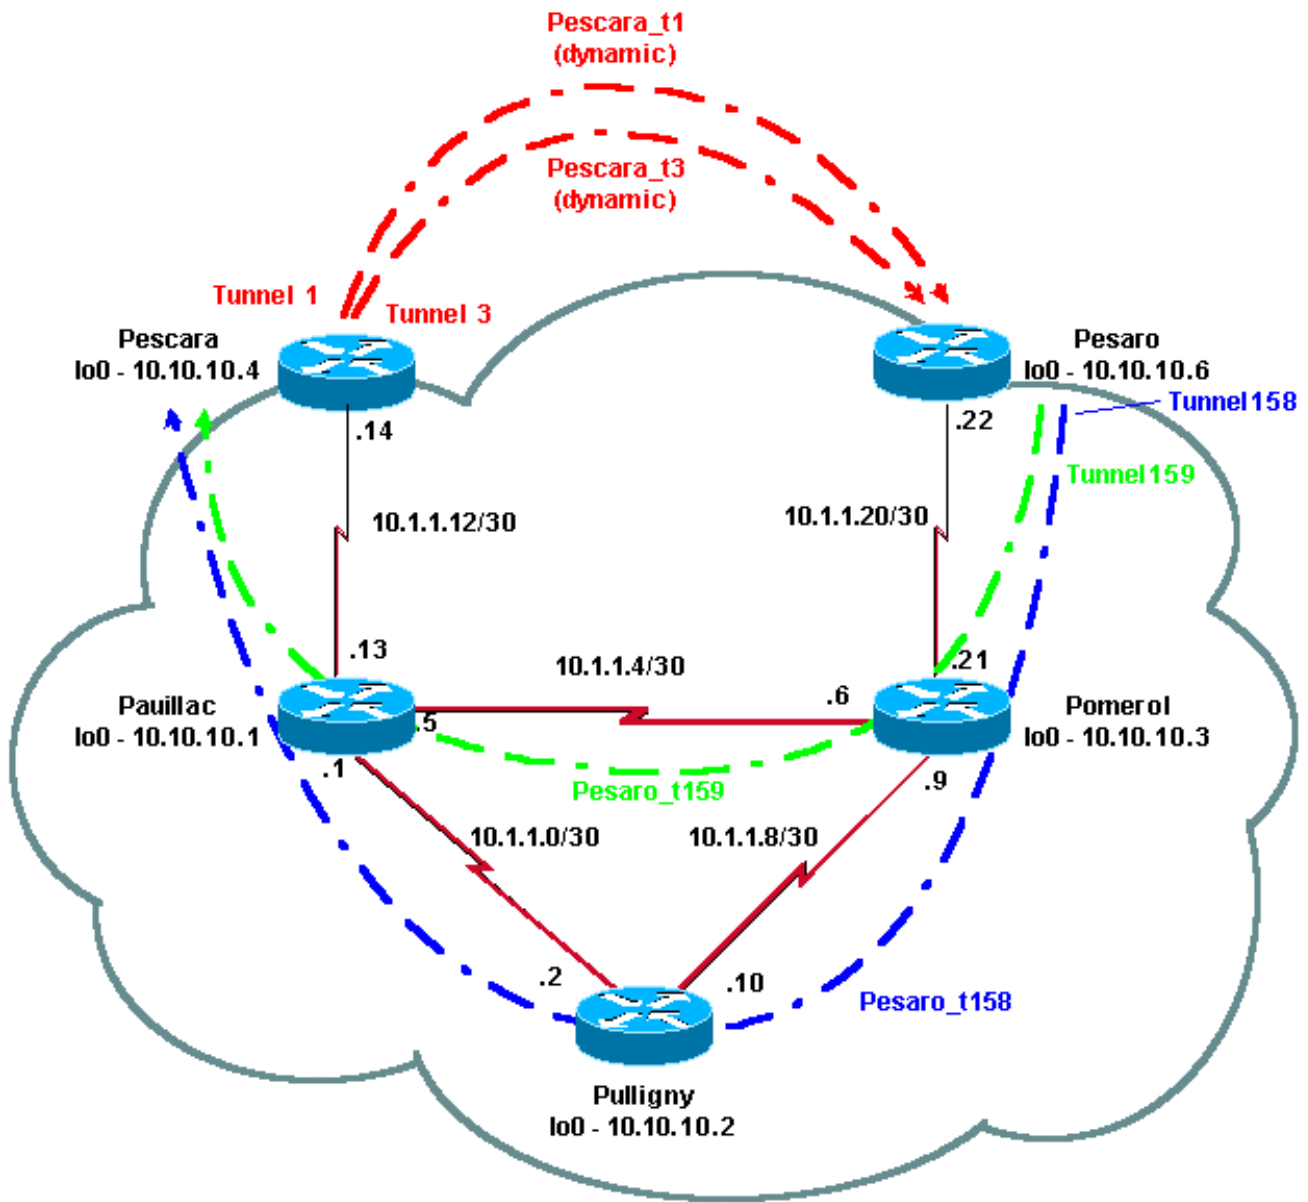 Pescara_t1
(dynamic)
Pescara_t3
(dynamic)
Tunnel 1
Tunnel 3
Pescara
lo0 - 10.10.10.4
Pesaro
lo0 - 10.10.10.6
Tunnel158
.14
.22
Tunnel159
10.1.1.12/30
10.1.1.20/30
.13
.21
10.1.1.4/30
.6
Pauillac
lo0 - 10.10.10.1
.5
Pomerol
lo0 - 10.10.10.3
.1
.9
Pesaro_t159
10.1.1.0/30
10.1.1.8/30
.2
.10
Pesaro_t158
Pulligny
lo0 - 10.10.10.2